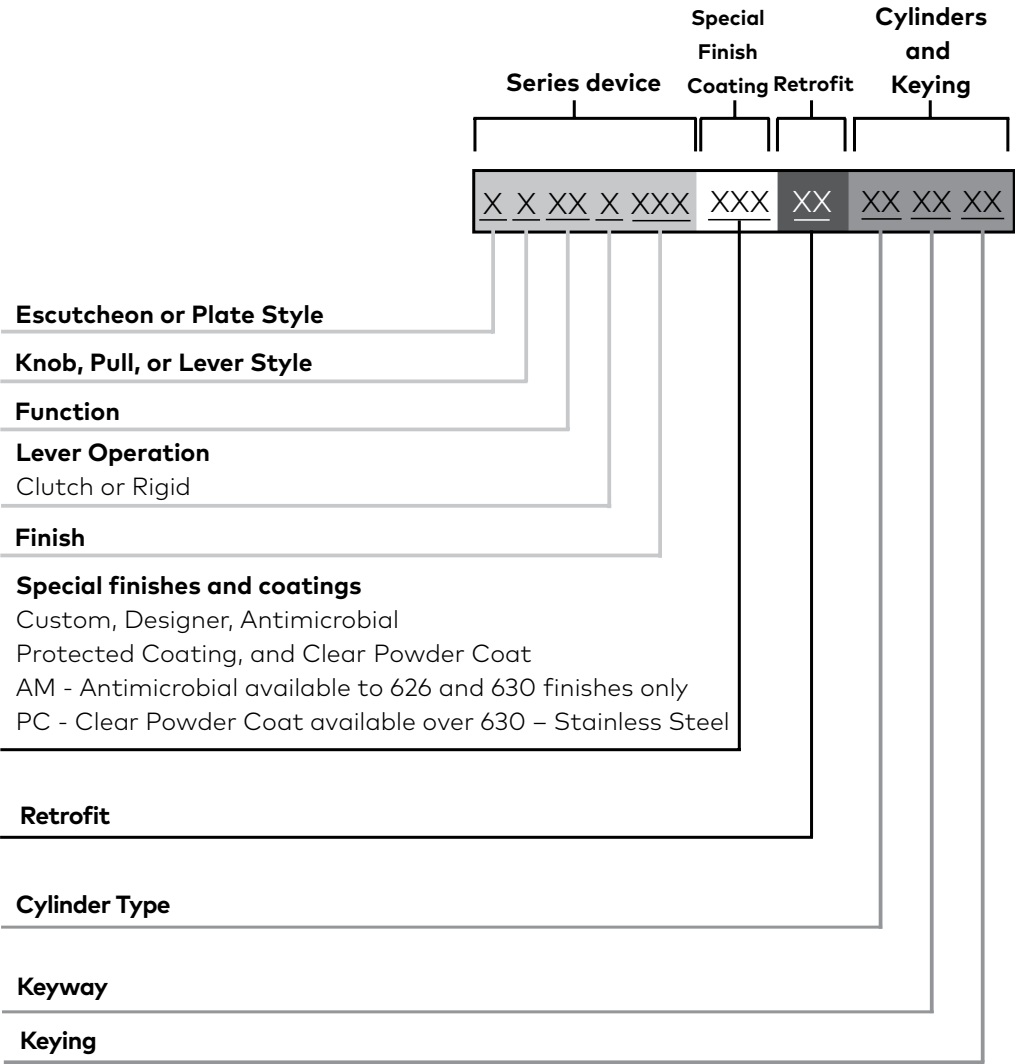 Special
Finish
Coating
Cylinders
and
Keying
Series device
Retrofit
X X XX X XXX XXX XX XX XX XX
Escutcheon or Plate Style
Knob, Pull, or Lever Style
Function
Lever Operation
Clutch or Rigid
Finish
Special finishes and coatings
Custom, Designer, Antimicrobial
Protected Coating, and Clear Powder Coat
AM - Antimicrobial available to 626 and 630 finishes only
PC - Clear Powder Coat available over 630 – Stainless Steel
Retrofit
Cylinder Type
Keyway
Keying